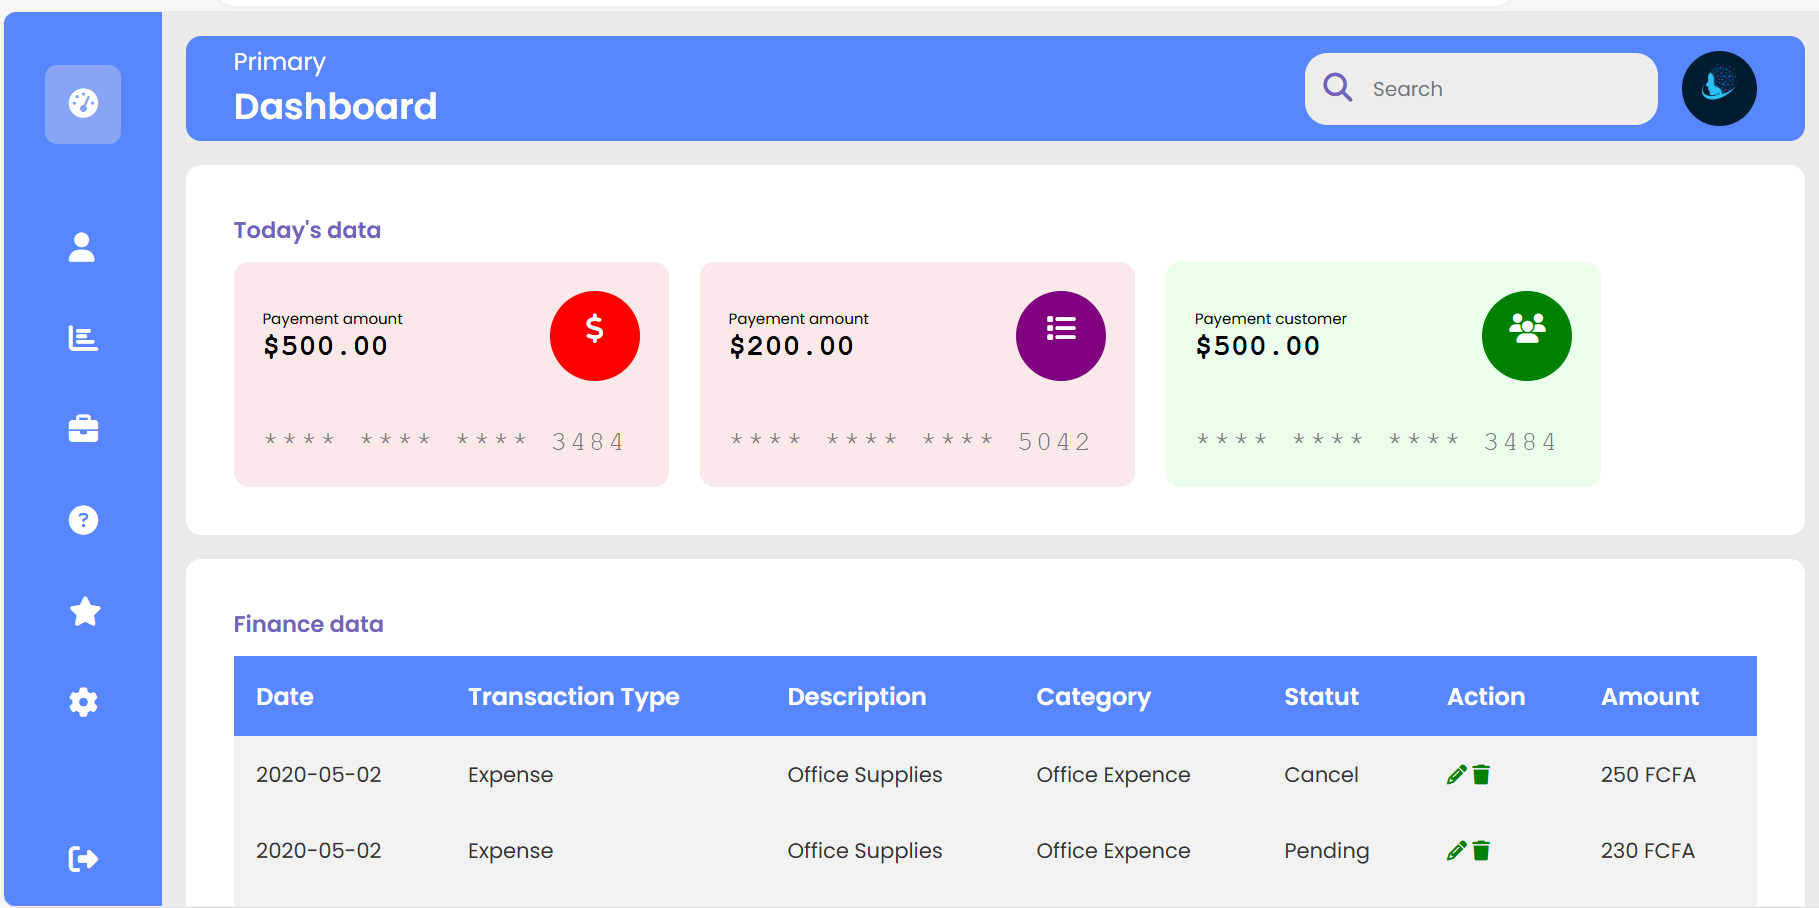 Primary
Dashboard
Search
Today's data
Payement amount
$500.00
**** **** **** 3484
Payement amount
$200.00
**** **** **** 5042
Payement customer
$500.00
**** **** **** 3484
Finance data
Date Transaction Type Description Category Statut Action Amount
2020-05-02 Expense Office Supplies Office Expence Cancel 250 FCFA
2020-05-02 Expense Office Supplies Office Expence Pending 230 FCFA